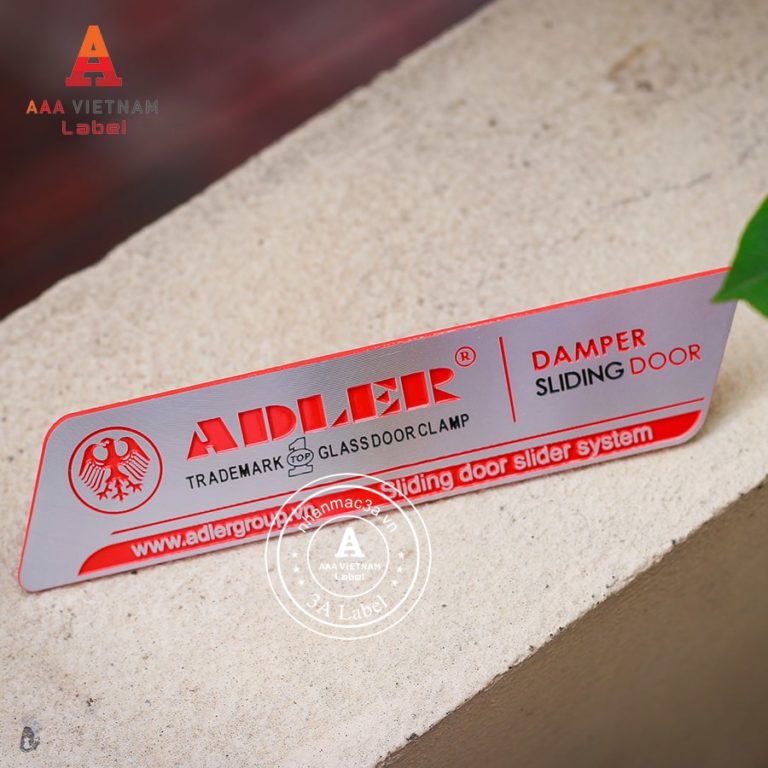 A
AAA VIETNAM
Label
ADLER®
TRADEMARK 1 TOP GLASS DOOR CLAMP
DAMPER
SLIDING DOOR
www.adlergroup.vn
Sliding door slider system
nhanmac3a.vn
A
AAA VIETNAM
Label
3A Label